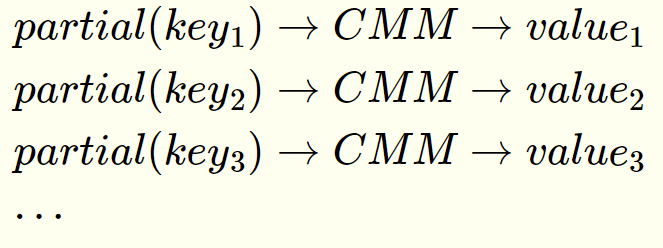 partial(key₁) → CMM → value₁
partial(key₂) → CMM → value₂
partial(key₃) → CMM → value₃
...